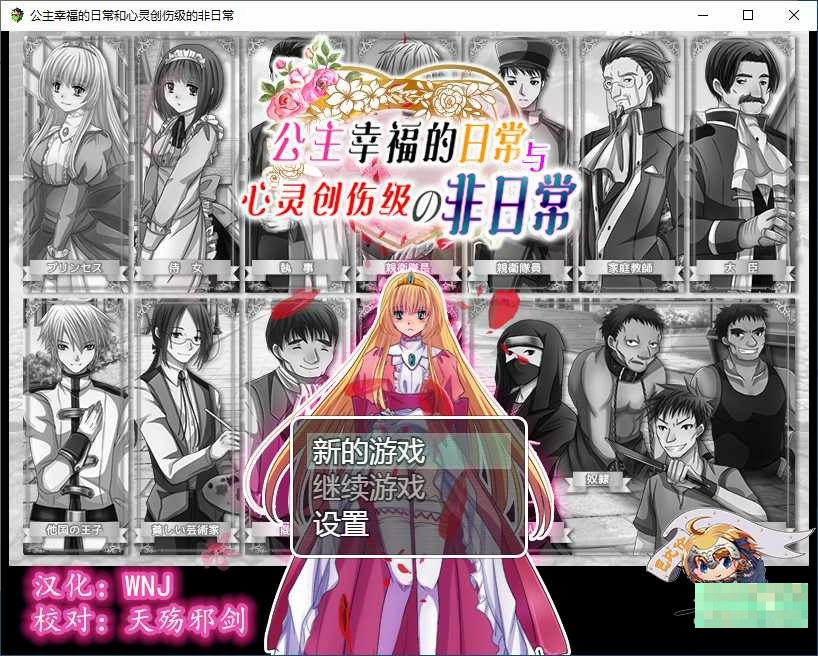 公主幸福的日常和心灵创伤级的非日常
公主幸福的日常与
心灵创伤级の非日常
プリンセス
侍女
執事
親衛隊長
親衛隊員
家庭教師
大臣
他国の王子
貧しい芸術家
奴隷
新的游戏
继续游戏
设置
汉化：WNJ
校对：天殇邪剑